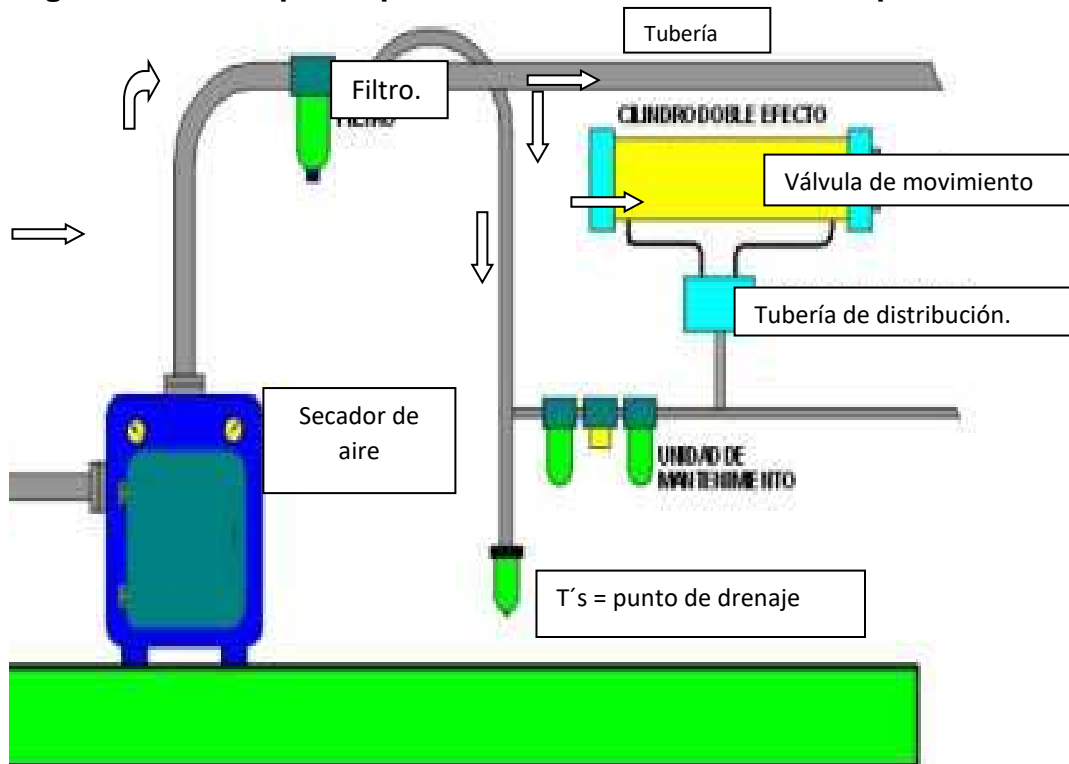 Tubería
Filtro.
CILINDRO DOBLE EFECTO
Válvula de movimiento
Tubería de distribución.
Secador de
aire
UNIDAD DE
MANTENIMIENTO
T´s = punto de drenaje